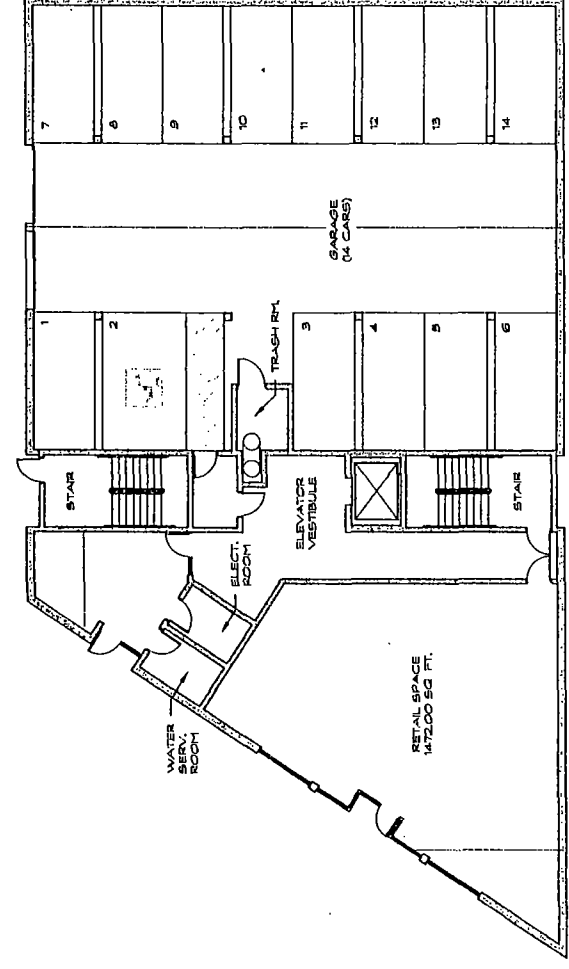 7
8
9
10
11
12
13
14
GARAGE
(14 CARS)
1
2
3
4
5
6
TRASH RM.
STAIR
ELEVATOR
VESTIBULE
STAIR
ELECT.
ROOM
WATER
SERV.
ROOM
RETAIL SPACE
1472.00 SQ FT.